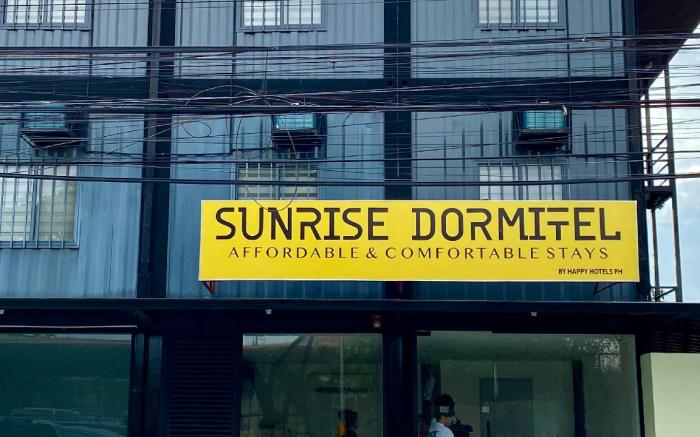 SUNRISE DORMITEL
AFFORDABLE & COMFORTABLE STAYS
BY HAPPY HOTELS PH